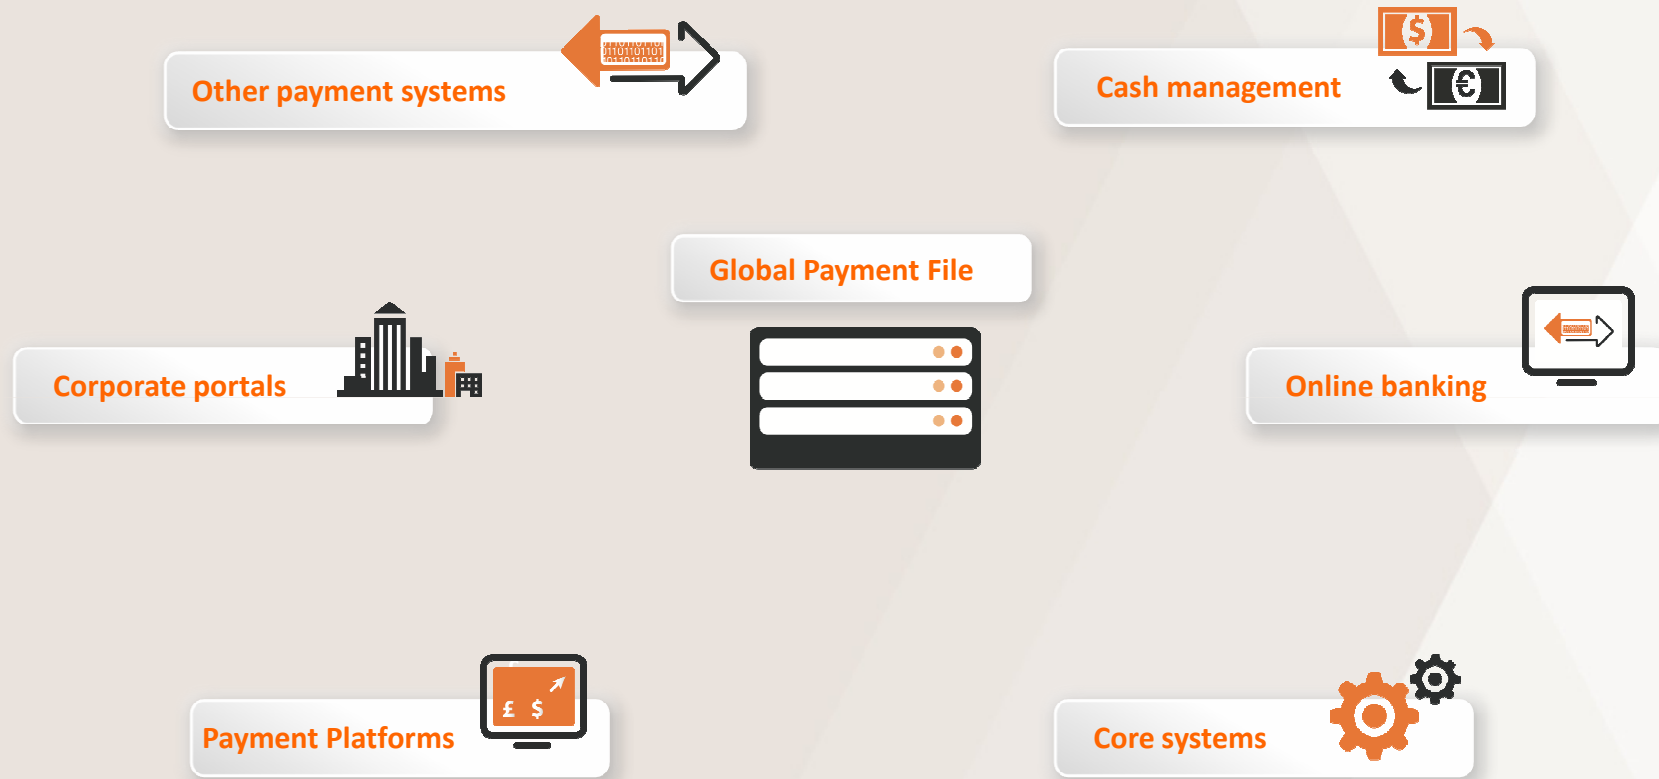 Other payment systems
Cash management
$
€
Global Payment File
Corporate portals
Online banking
Payment Platforms
£ $
Core systems